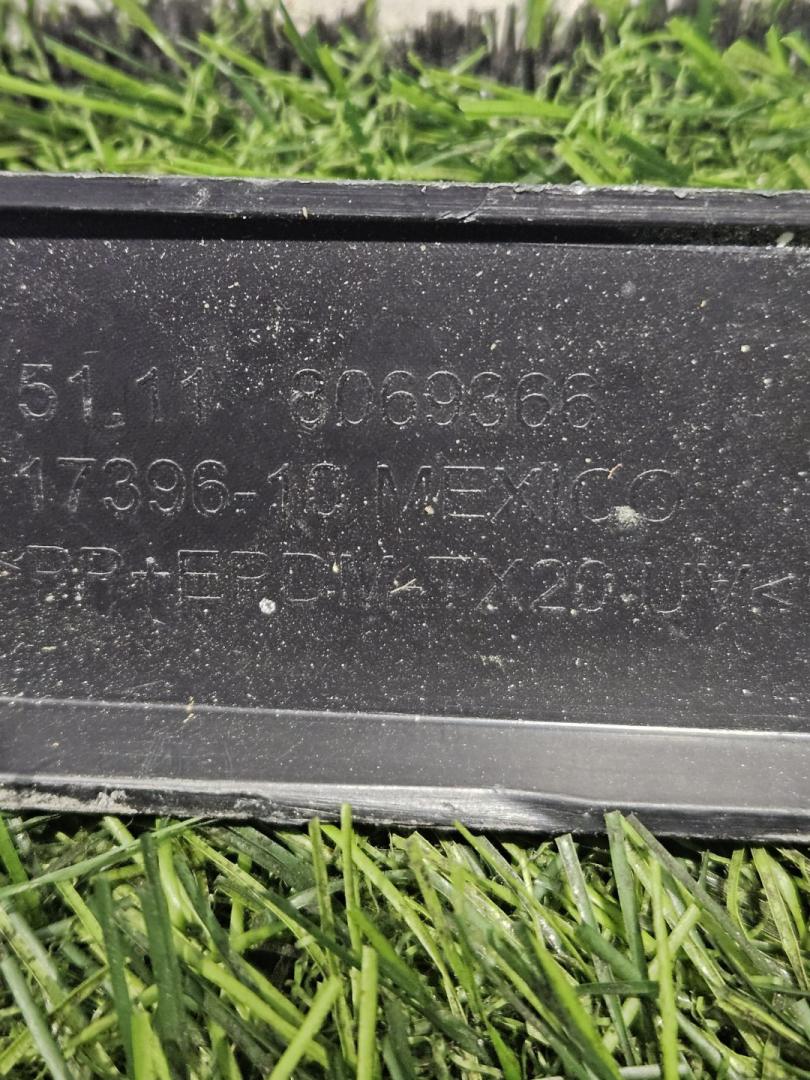 51.11 8069366
17396-10 MEXICO
>PP+EPDM-TX20-UV<